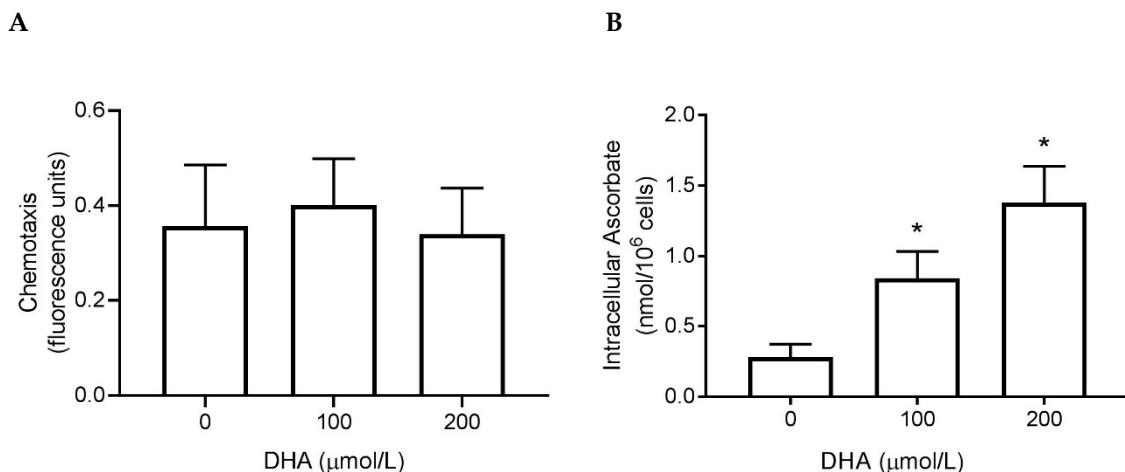 A
B
Chemotaxis
(fluorescence units)
0.6
0.4
0.2
0.0
0
100
200
DHA (μmol/L)
Intracellular Ascorbate
(nmol/10⁶ cells)
2.0
1.5
1.0
0.5
0.0
*
*
0
100
200
DHA (μmol/L)